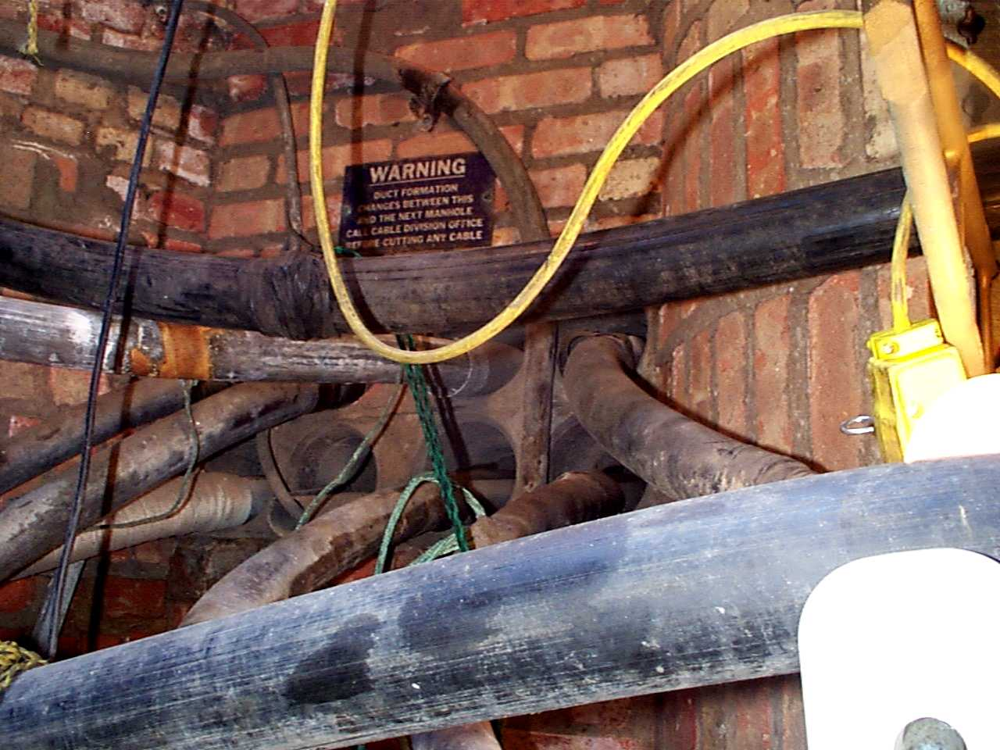 WARNING
DUCT FORMATION
CHANGES BETWEEN THIS
AND THE NEXT MANHOLE
CALL CABLE DIVISION OFFICE
BEFORE CUTTING ANY CABLE